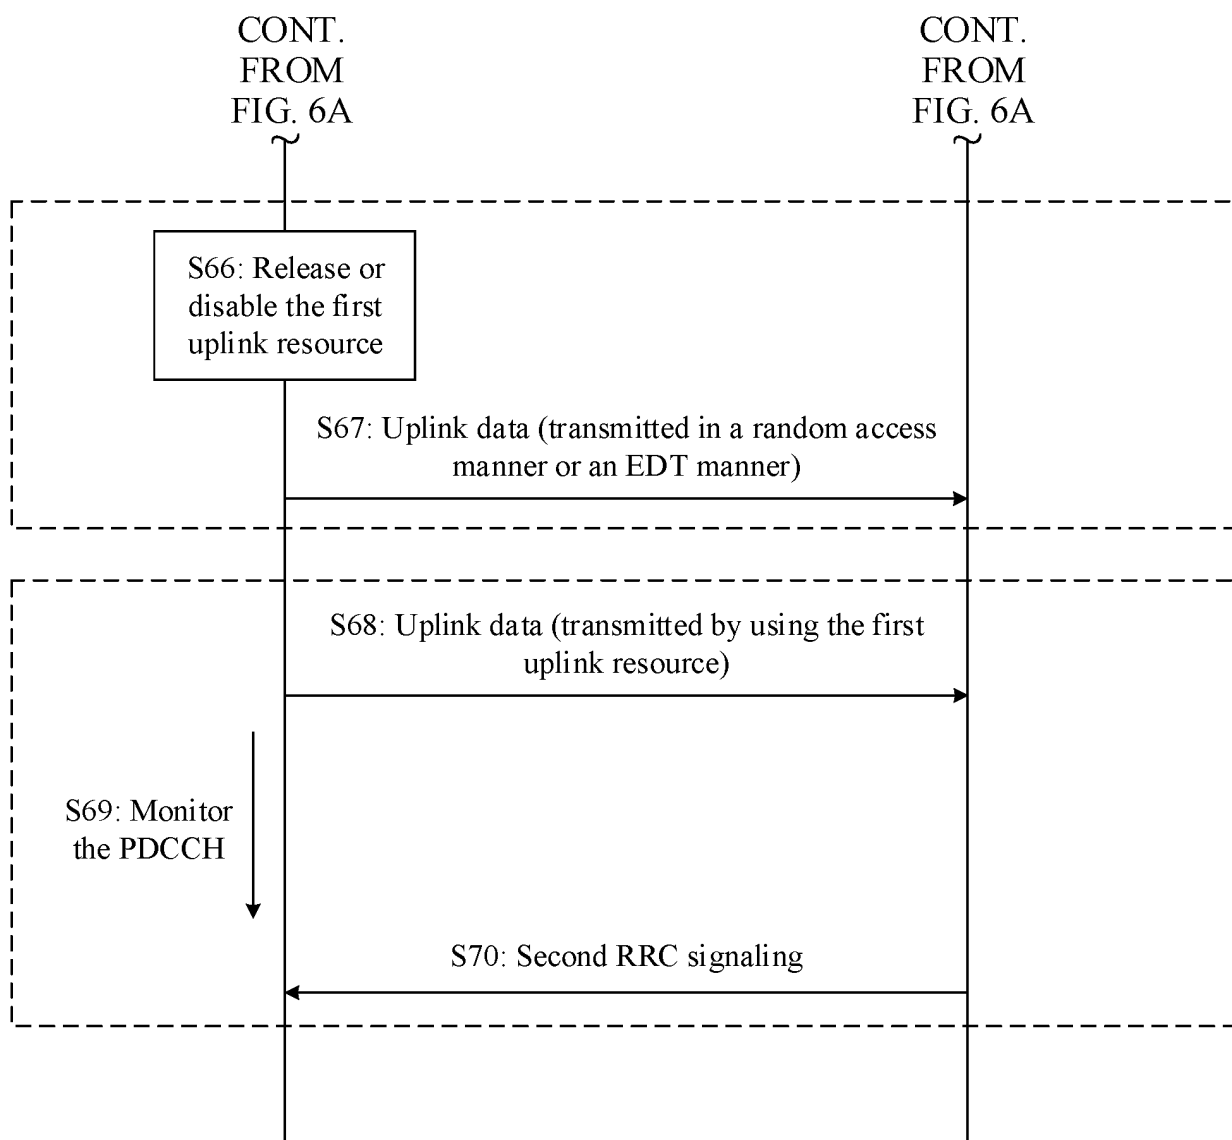 CONT.
FROM
FIG. 6A
CONT.
FROM
FIG. 6A
S66: Release or
disable the first
uplink resource
S67: Uplink data (transmitted in a random access
manner or an EDT manner)
S68: Uplink data (transmitted by using the first
uplink resource)
S69: Monitor
the PDCCH
S70: Second RRC signaling